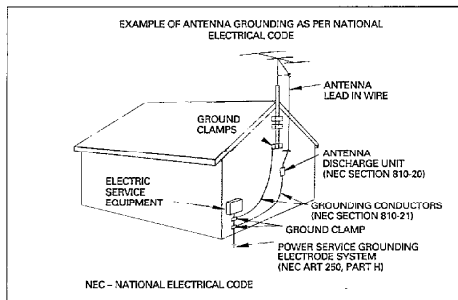 EXAMPLE OF ANTENNA GROUNDING AS PER NATIONAL
ELECTRICAL CODE
ANTENNA
LEAD IN WIRE
GROUND
CLAMPS
ANTENNA
DISCHARGE UNIT
(NEC SECTION 810-20)
ELECTRIC
SERVICE
EQUIPMENT
GROUNDING CONDUCTORS
(NEC SECTION 810-21)
GROUND CLAMP
POWER SERVICE GROUNDING
ELECTRODE SYSTEM
(NEC ART 250, PART H)
NEC – NATIONAL ELECTRICAL CODE